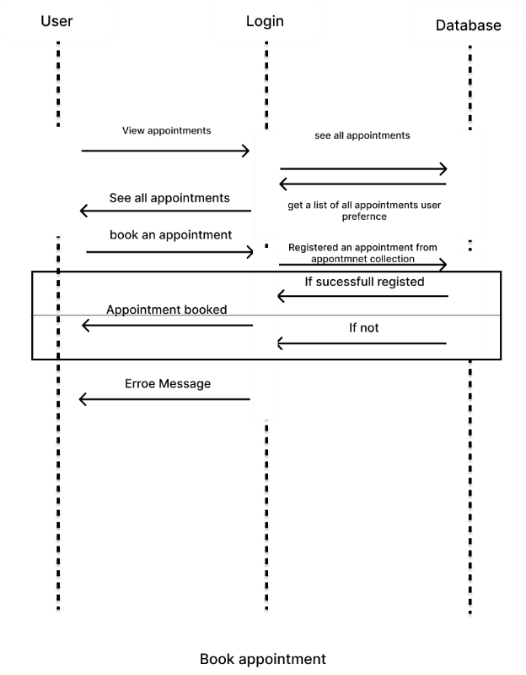 User
Login
Database
View appointments
see all appointments
See all appointments
get a list of all appointments user
prefernce
book an appointment
Registered an appointment from
appointmnet collection
If sucessfull registed
Appointment booked
If not
Erroe Message
Book appointment